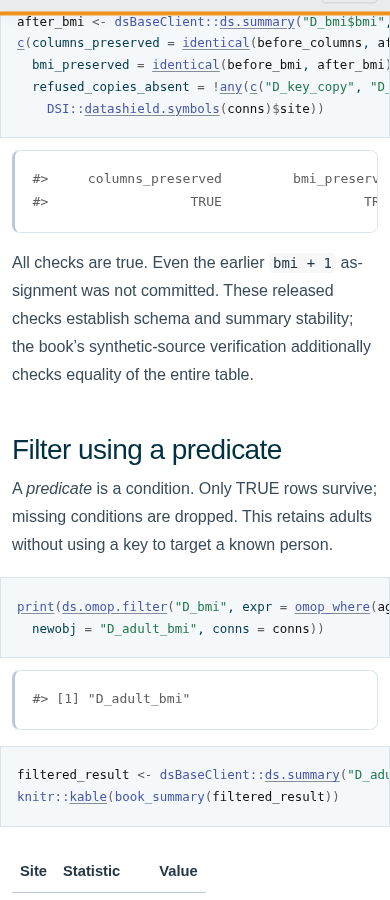 after_bmi <- dsBaseClient::ds.summary("D_bmi$bmi",
c(columns_preserved = identical(before_columns, af
bmi_preserved = identical(before_bmi, after_bmi)
refused_copies_absent = !any(c("D_key_copy", "D_
DSI::datashield.symbols(conns)$site))
#> columns_preserved bmi_preserv
#> TRUE TR
All checks are true. Even the earlier bmi + 1 as-
signment was not committed. These released
checks establish schema and summary stability;
the book's synthetic-source verification additionally
checks equality of the entire table.
Filter using a predicate
A predicate is a condition. Only TRUE rows survive;
missing conditions are dropped. This retains adults
without using a key to target a known person.
print(ds.omop.filter("D_bmi", expr = omop_where(ag
newobj = "D_adult_bmi", conns = conns))
#> [1] "D_adult_bmi"
filtered_result <- dsBaseClient::ds.summary("D_adu
knitr::kable(book_summary(filtered_result))
Site Statistic Value